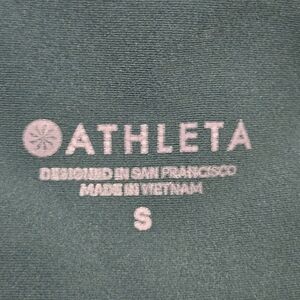 ATHLETA
DESIGNED IN SAN FRANCISCO
MADE IN VIETNAM
S